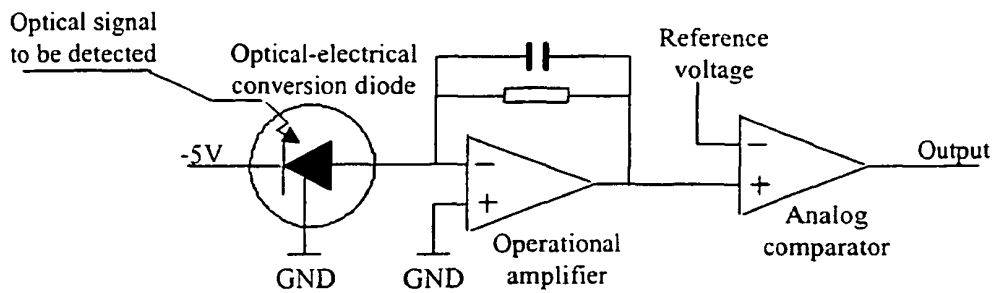 Optical signal
to be detected
Optical-electrical
conversion diode
Reference
voltage
-5V
−
+
−
+
Output
GND
GND
Operational
amplifier
Analog
comparator